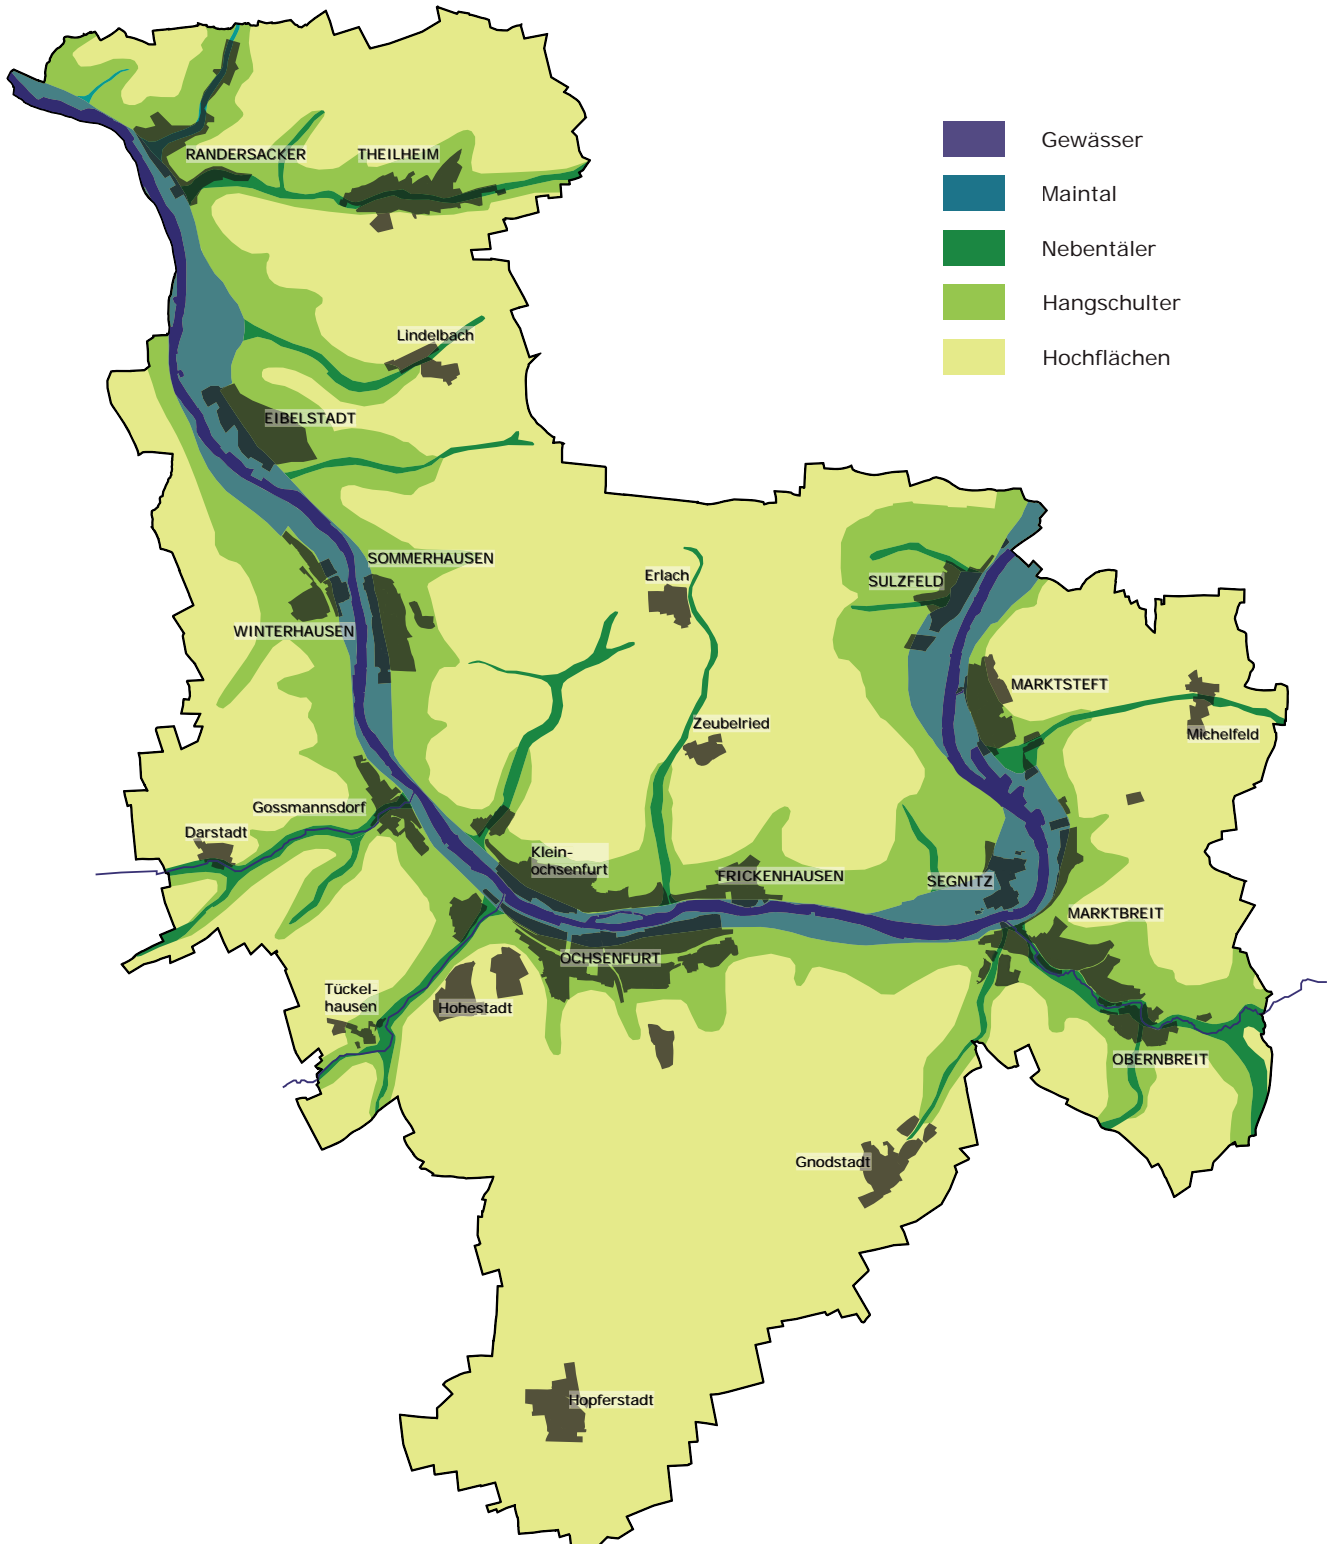 Gewässer
Maintal
Nebentäler
Hangschulter
Hochflächen
RANDERSACKER
THEILHEIM
Lindelbach
EIBELSTADT
SOMMERHAUSEN
Erlach
SULZFELD
WINTERHAUSEN
MARKTSTEFT
Zeubelried
Michelfeld
Gossmannsdorf
Darstadt
Klein-
ochsenfurt
FRICKENHAUSEN
SEGNITZ
MARKTBREIT
OCHSENFURT
Tückel-
hausen
Hohestadt
OBERNBREIT
Gnodstadt
Hopferstadt